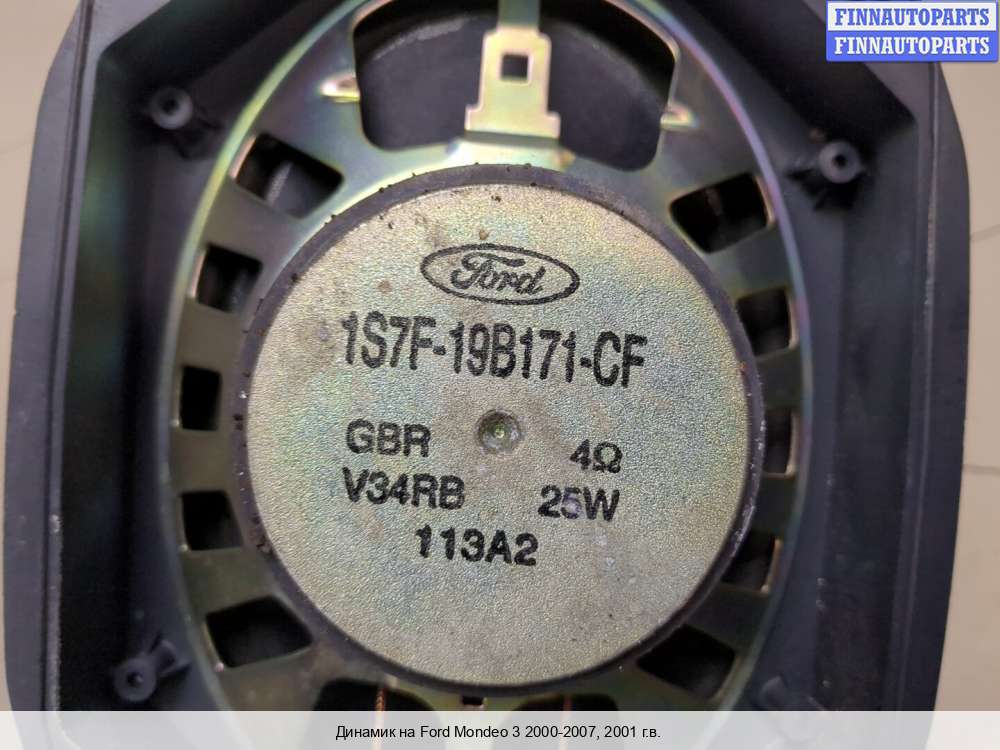 FINNAUTOPARTS
FINNAUTOPARTS
Ford
1S7F-19B171-CF
GBR 4Ω
V34RB 25W
113A2
Динамик на Ford Mondeo 3 2000-2007, 2001 г.в.